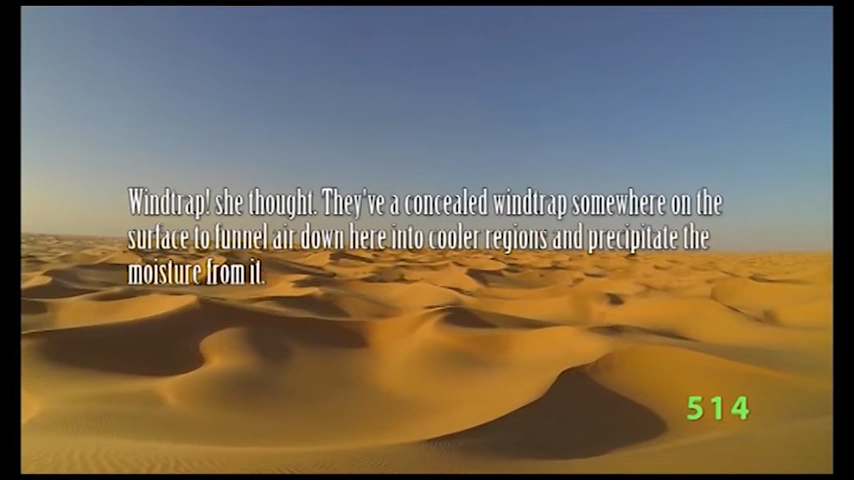 Windtrap! she thought. They've a concealed windtrap somewhere on the
surface to funnel air down here into cooler regions and precipitate the
moisture from it.
514